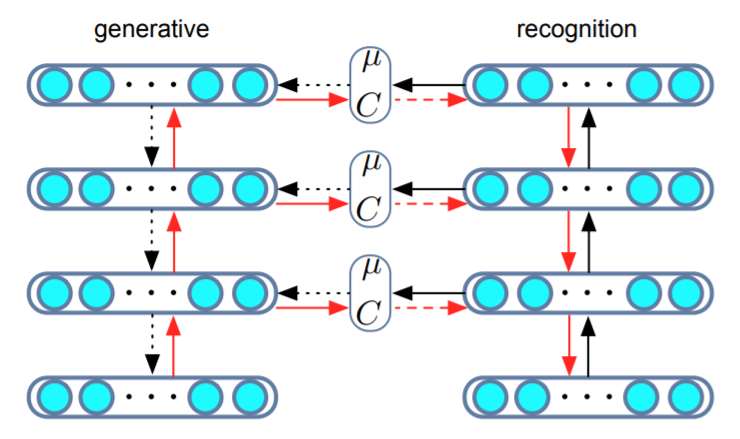 generative
recognition
μ
C
μ
C
μ
C